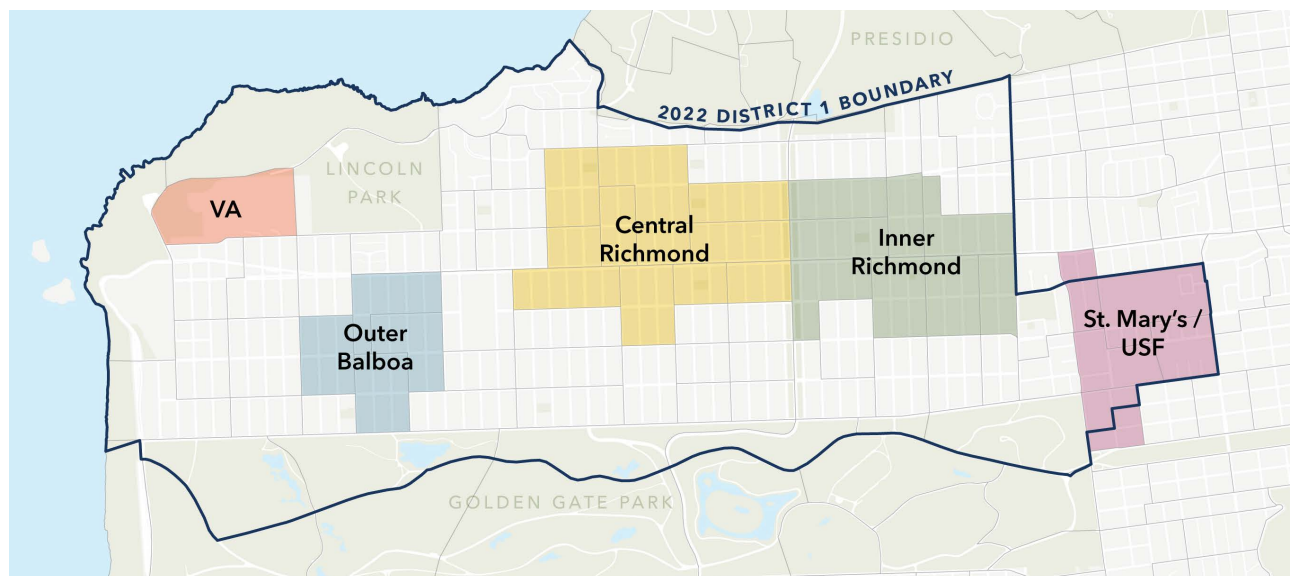 PRESIDIO
2022 DISTRICT 1 BOUNDARY
LINCOLN
PARK
VA
Central
Richmond
Inner
Richmond
Outer
Balboa
St. Mary's /
USF
GOLDEN GATE PARK